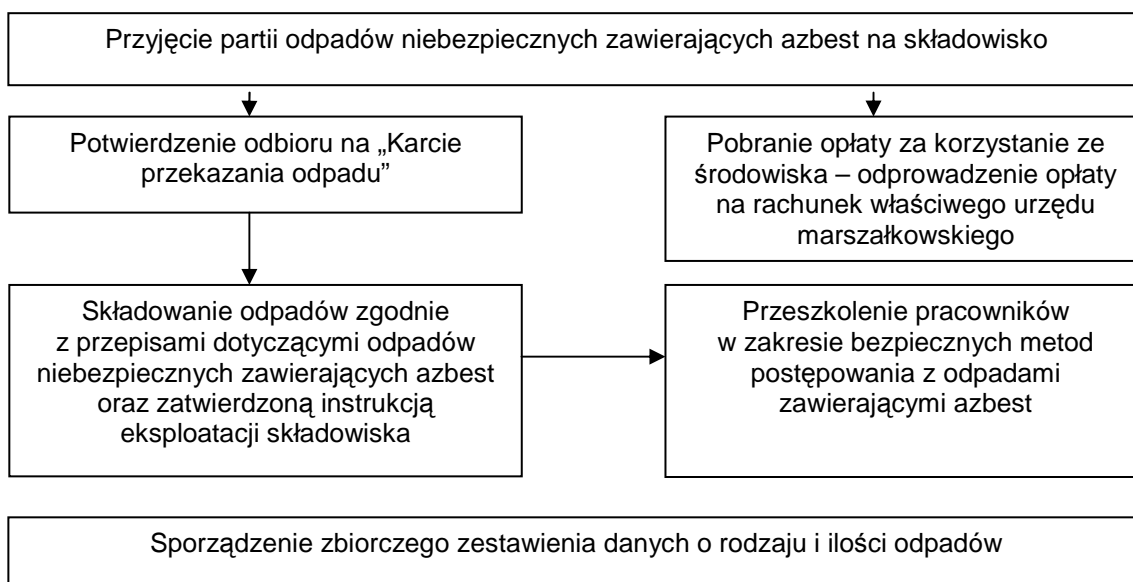 Przyjęcie partii odpadów niebezpiecznych zawierających azbest na składowisko
Potwierdzenie odbioru na „Karcie
przekazania odpadu”
Pobranie opłaty za korzystanie ze
środowiska – odprowadzenie opłaty
na rachunek właściwego urzędu
marszałkowskiego
Składowanie odpadów zgodnie
z przepisami dotyczącymi odpadów
niebezpiecznych zawierających azbest
oraz zatwierdzoną instrukcją
eksploatacji składowiska
Przeszkolenie pracowników
w zakresie bezpiecznych metod
postępowania z odpadami
zawierającymi azbest
Sporządzenie zbiorczego zestawienia danych o rodzaju i ilości odpadów